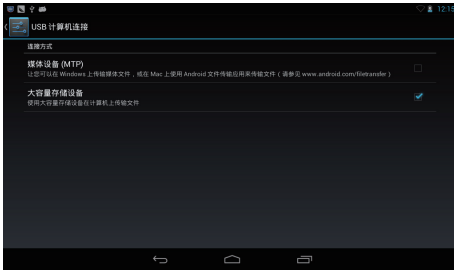 12:15
USB 计算机连接
连接方式
媒体设备 (MTP)
让您可以在 Windows 上传输媒体文件，或在 Mac 上使用 Android 文件传输应用来传输文件（请参见 www.android.com/filetransfer）
大容量存储设备
使用大容量存储设备在计算机上传输文件